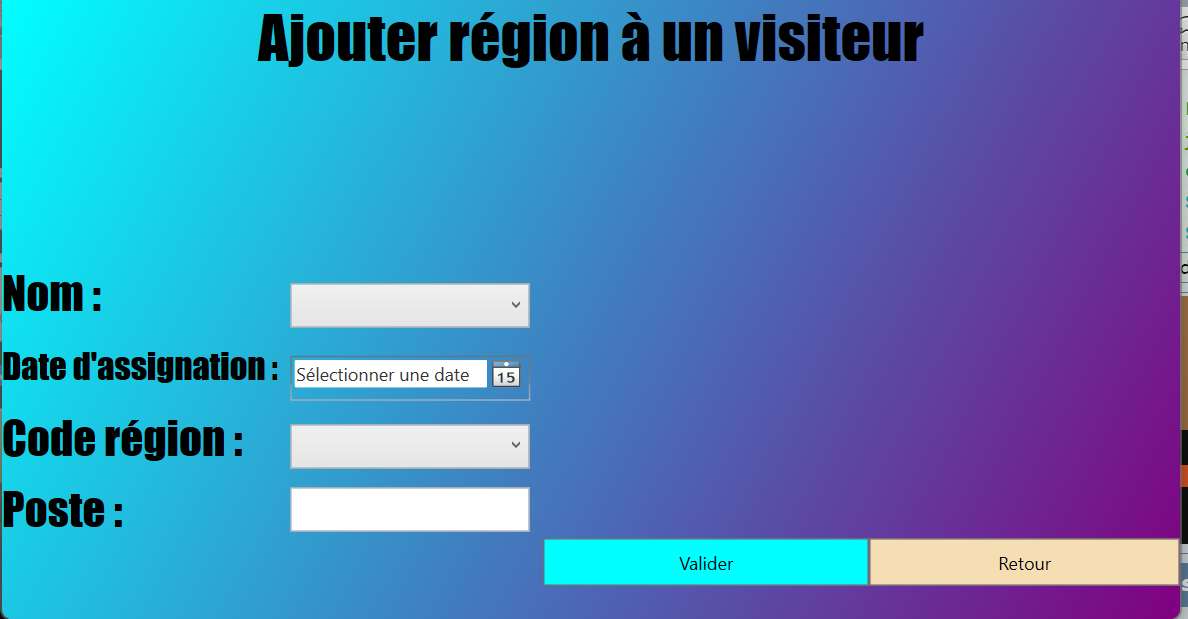 Ajouter région à un visiteur
Nom :
Date d'assignation :
Sélectionner une date
15
Code région :
Poste :
Valider
Retour